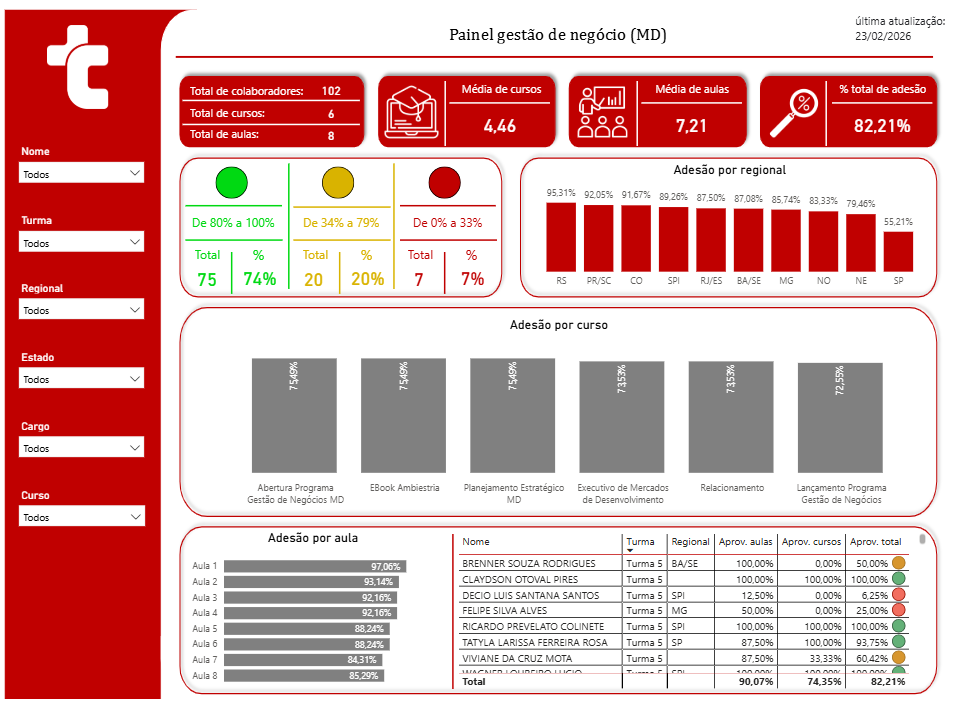 Painel gestão de negócio (MD)
última atualização:
23/02/2026
Nome
Todos
Turma
Todos
Regional
Todos
Estado
Todos
Cargo
Todos
Curso
Todos
Total de colaboradores: 102
Total de cursos: 6
Total de aulas: 8
Média de cursos
4,46
Média de aulas
7,21
% total de adesão
82,21%
De 80% a 100%
Total %
75 74%
De 34% a 79%
Total %
20 20%
De 0% a 33%
Total %
7 7%
Adesão por regional
95,31% 92,05% 91,67% 89,26% 87,50% 87,08% 85,74% 83,33% 79,46% 55,21%
RS PR/SC CO SPI RJ/ES BA/SE MG NO NE SP
Adesão por curso
75,49% 75,49% 75,49% 73,53% 73,53% 72,55%
Abertura Programa
Gestão de Negócios MD
EBook Ambiestria
Planejamento Estratégico
MD
Executivo de Mercados
de Desenvolvimento
Relacionamento
Lançamento Programa
Gestão de Negócios
Adesão por aula
Aula 1 97,06%
Aula 2 93,14%
Aula 3 92,16%
Aula 4 92,16%
Aula 5 88,24%
Aula 6 88,24%
Aula 7 84,31%
Aula 8 85,29%
Nome Turma Regional Aprov. aulas Aprov. cursos Aprov. total
BRENNER SOUZA RODRIGUES Turma 5 BA/SE 100,00% 0,00% 50,00%
CLAYDSON OTOVAL PIRES Turma 5 100,00% 100,00% 100,00%
DECIO LUIS SANTANA SANTOS Turma 5 SPI 12,50% 0,00% 6,25%
FELIPE SILVA ALVES Turma 5 MG 50,00% 0,00% 25,00%
RICARDO PREVELATO COLINETE Turma 5 SPI 100,00% 100,00% 100,00%
TATYLA LARISSA FERREIRA ROSA Turma 5 SP 87,50% 100,00% 93,75%
VIVIANE DA CRUZ MOTA Turma 5 87,50% 33,33% 60,42%
Total 90,07% 74,35% 82,21%